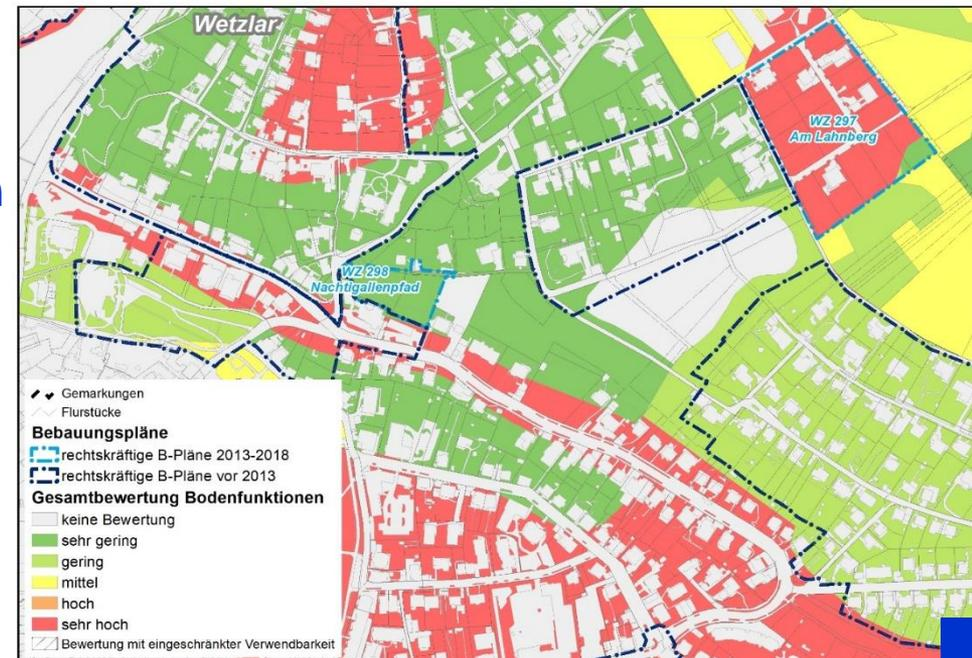 Wetzlar
WZ 297
Am Lahnberg
WZ 298
Nachtigallenpfad
Gemarkungen
Flurstücke
Bebauungspläne
rechtskräftige B-Pläne 2013-2018
rechtskräftige B-Pläne vor 2013
Gesamtbewertung Bodenfunktionen
keine Bewertung
sehr gering
gering
mittel
hoch
sehr hoch
Bewertung mit eingeschränkter Verwendbarkeit